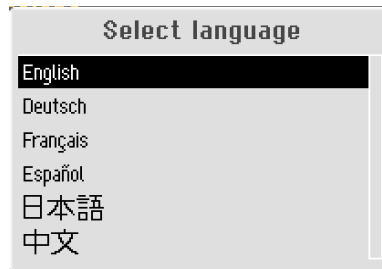 Select language
English
Deutsch
Français
Español
日本語
中文